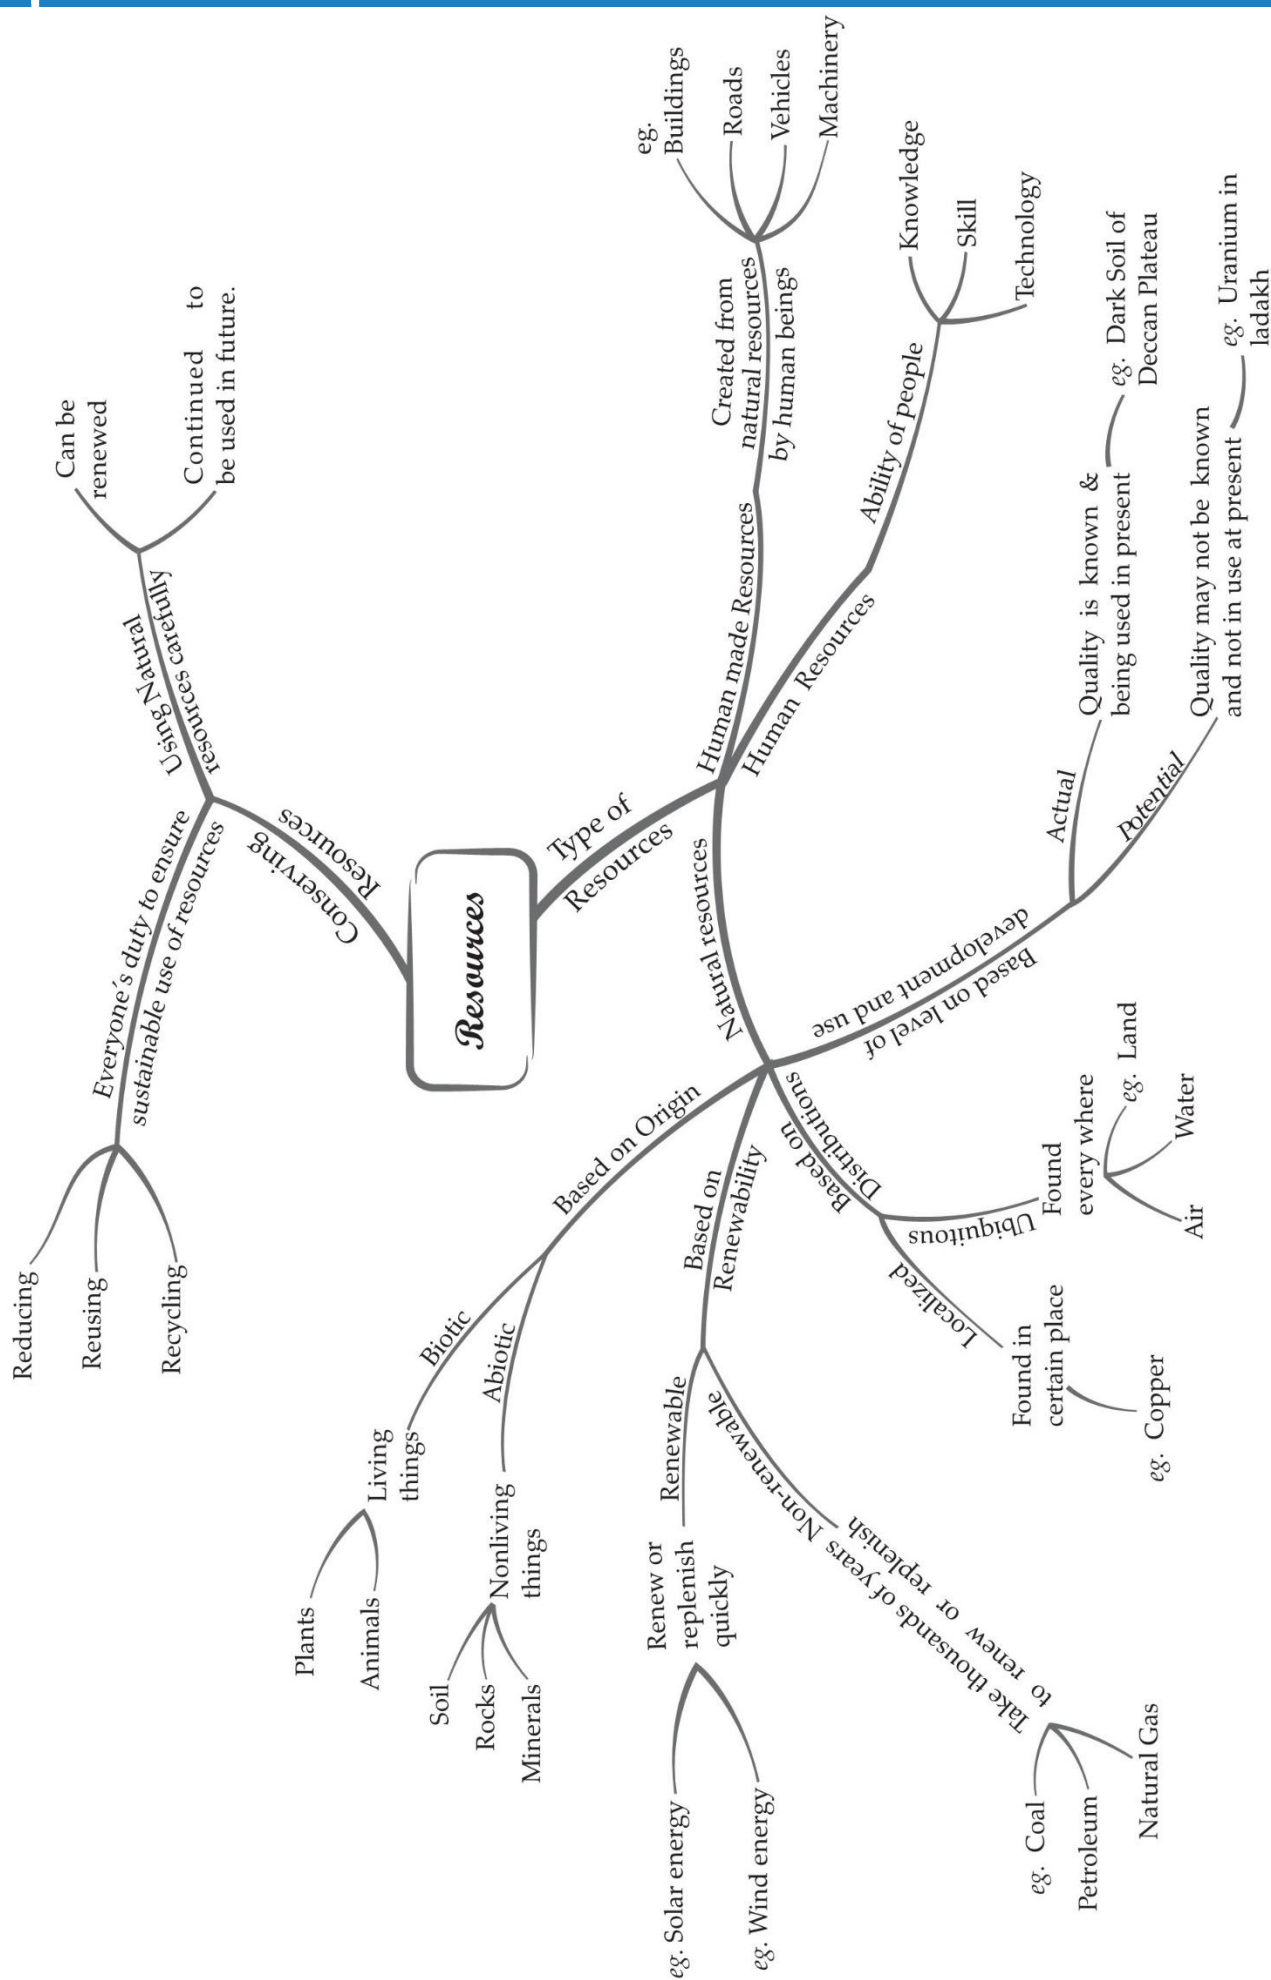 Resources
Conserving
Resources
Using Natural
resources carefully
Can be
renewed
Continued to
be used in future.
Everyone's duty to ensure
sustainable use of resources
Reducing
Reusing
Recycling
Type of
Resources
Human made Resources
Created from
natural resources
by human beings
eg.
Buildings
Roads
Vehicles
Machinery
Human Resources
Ability of people
Knowledge
Skill
Technology
Natural resources
Based on Origin
Biotic
Living
things
Plants
Animals
Abiotic
Nonliving
things
Soil
Rocks
Minerals
Based on
Renewability
Renewable
Renew or
replenish
quickly
eg. Solar energy
eg. Wind energy
Non-renewable
Take thousands of years
to renew or replenish
eg. Coal
Petroleum
Natural Gas
Based on
Distributions
Localized
Found in
certain place
eg. Copper
Ubiquitous
Found
every where
eg. Land
Water
Air
Based on level of
development and use
Actual
Quality is known &
being used in present
eg. Dark Soil of
Deccan Plateau
Potential
Quality may not be known
and not in use at present
eg. Uranium in
ladakh